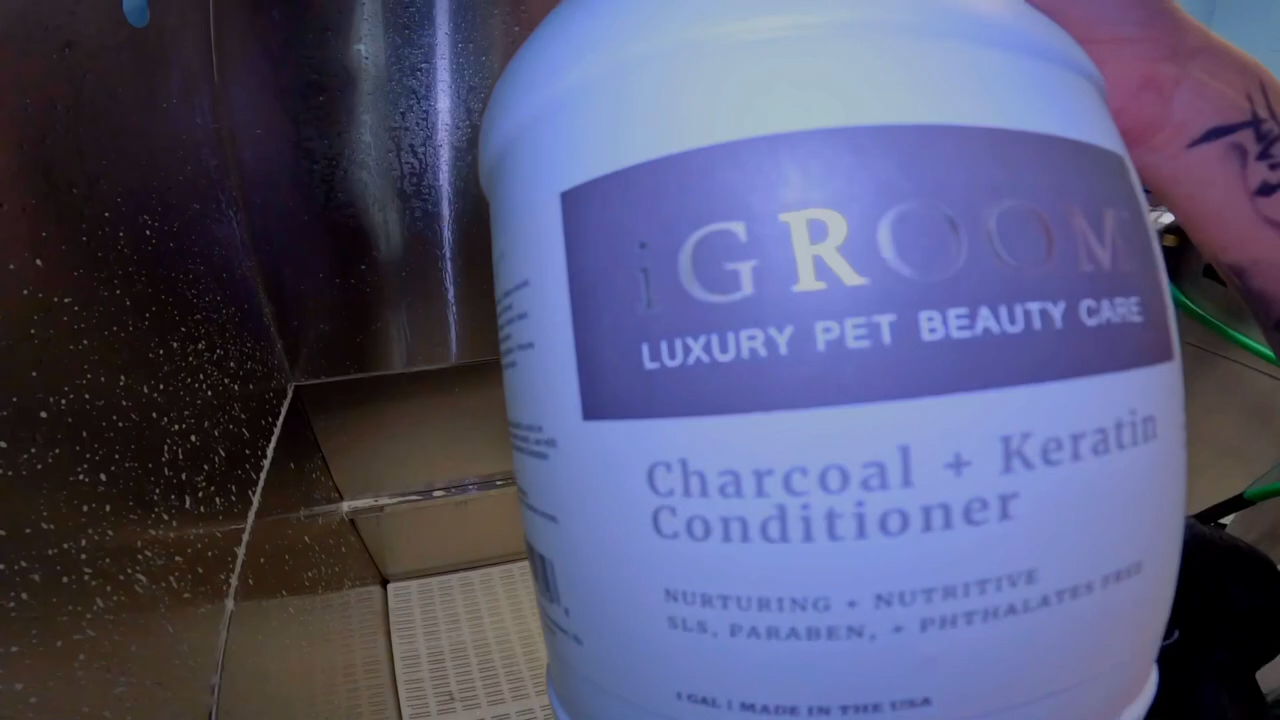 iGROOM
LUXURY PET BEAUTY CARE
Charcoal + Keratin
Conditioner
NURTURING + NUTRITIVE
SLS, PARABEN, + PHTHALATES FREE
1 GAL | MADE IN THE USA